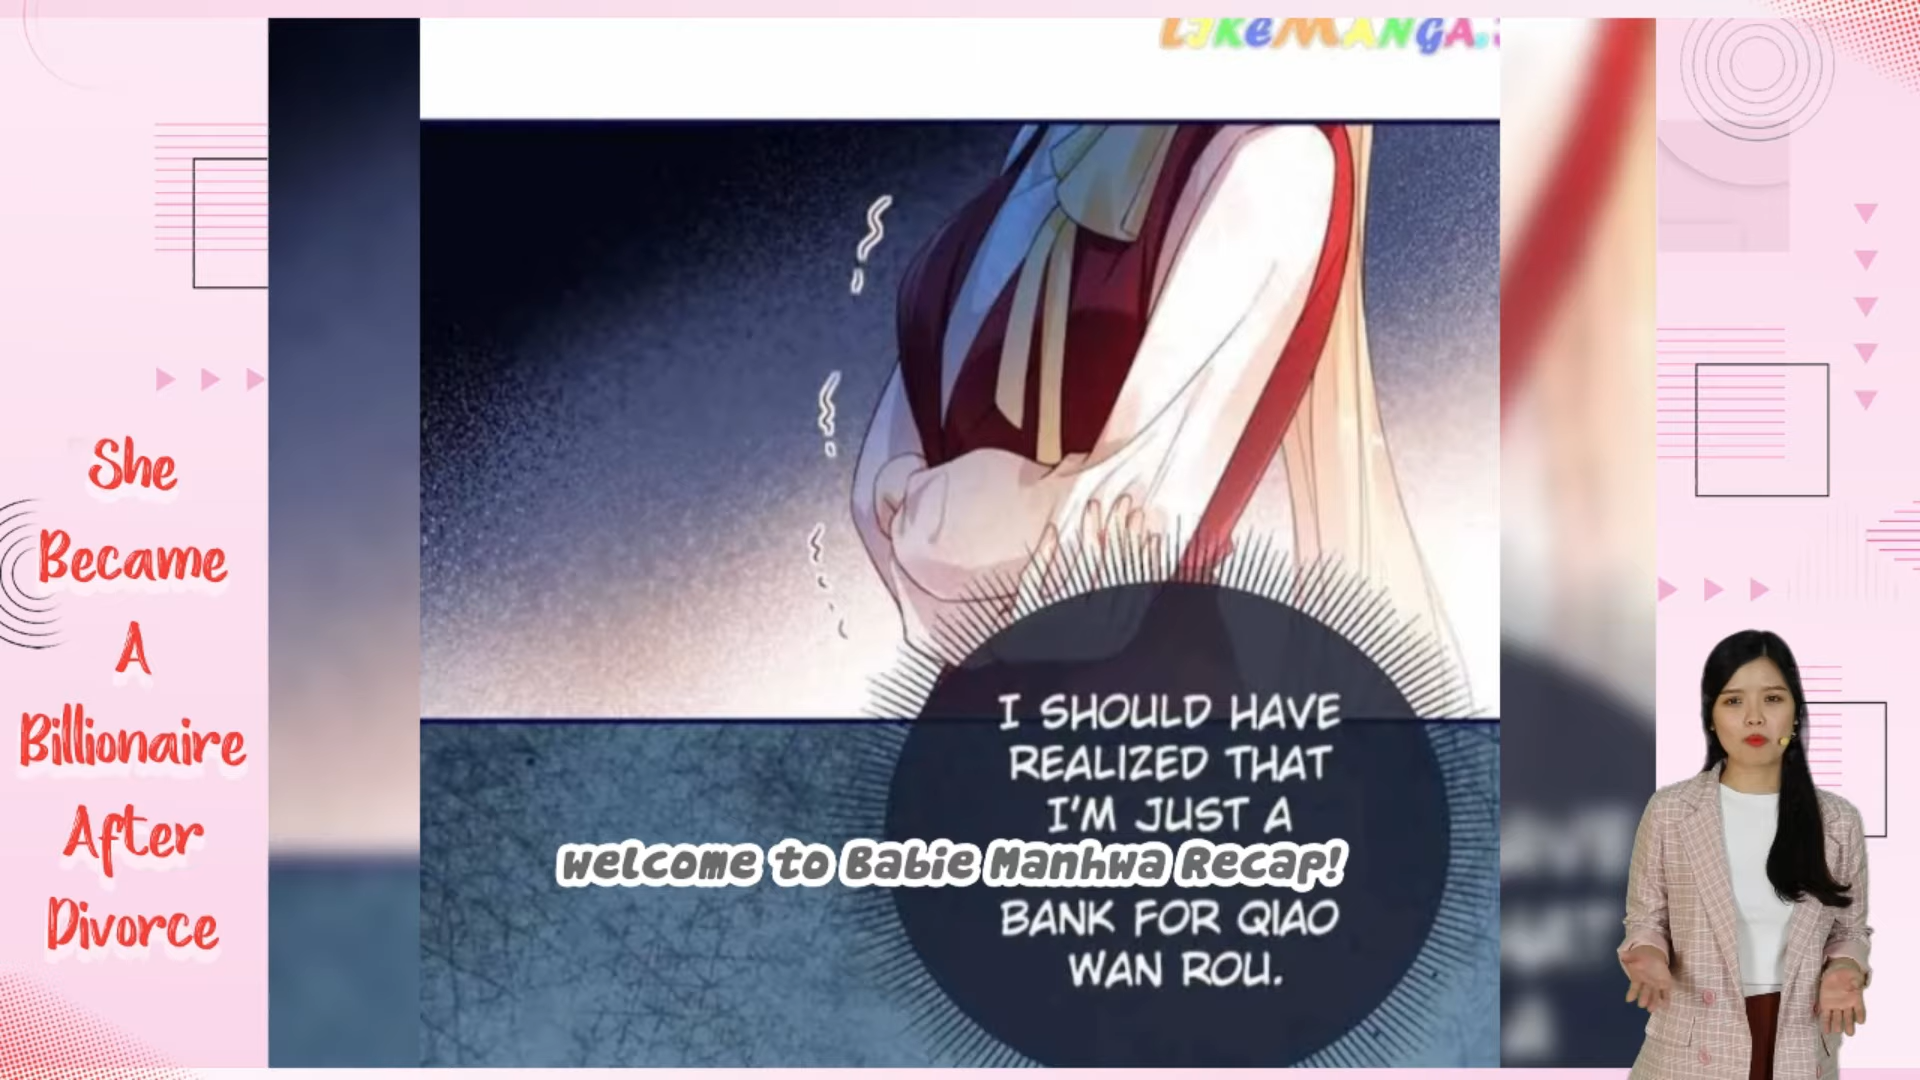 LIKEMANGA.
She
Became
A
Billionaire
After
Divorce
I SHOULD HAVE
REALIZED THAT
I'M JUST A
welcome to Babie Manhwa Recap!
BANK FOR QIAO
WAN ROU.